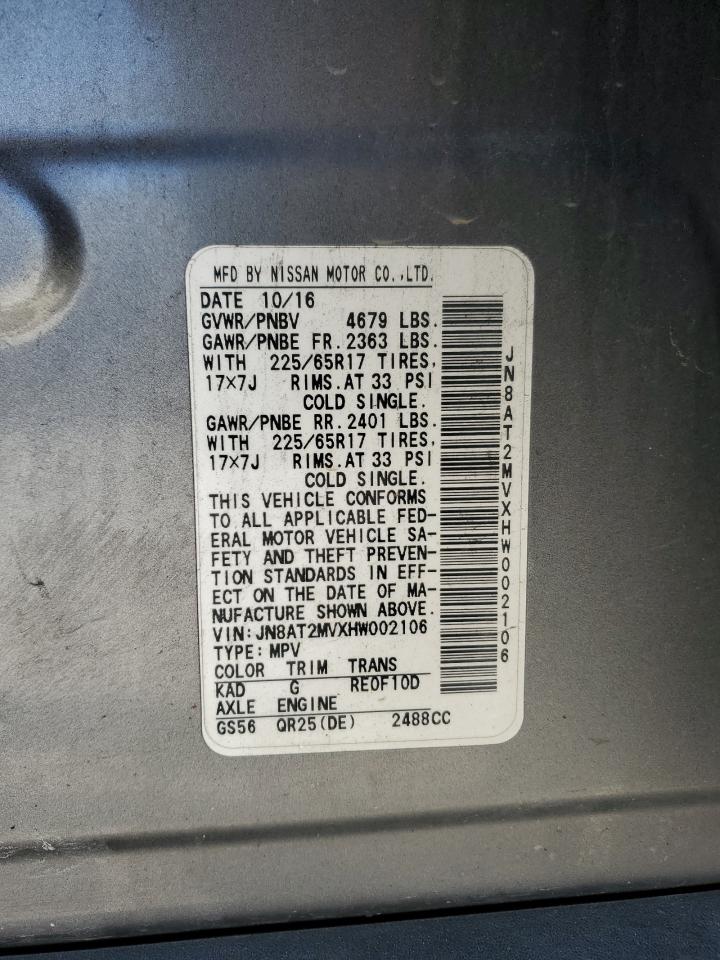 MFD BY NISSAN MOTOR CO.,LTD.
DATE 10/16
GVWR/PNBV 4679 LBS.
GAWR/PNBE FR. 2363 LBS.
WITH 225/65R17 TIRES,
17×7J RIMS. AT 33 PSI
COLD SINGLE.
GAWR/PNBE RR. 2401 LBS.
WITH 225/65R17 TIRES,
17×7J RIMS. AT 33 PSI
COLD SINGLE.
THIS VEHICLE CONFORMS
TO ALL APPLICABLE FED-
ERAL MOTOR VEHICLE SA-
FETY AND THEFT PREVEN-
TION STANDARDS IN EFF-
ECT ON THE DATE OF MA-
NUFACTURE SHOWN ABOVE.
VIN: JN8AT2MVXHW002106
TYPE: MPV
COLOR TRIM TRANS
KAD G RE0F10D
AXLE ENGINE
GS56 QR25(DE) 2488CC
JN8AT2MVXHW002106